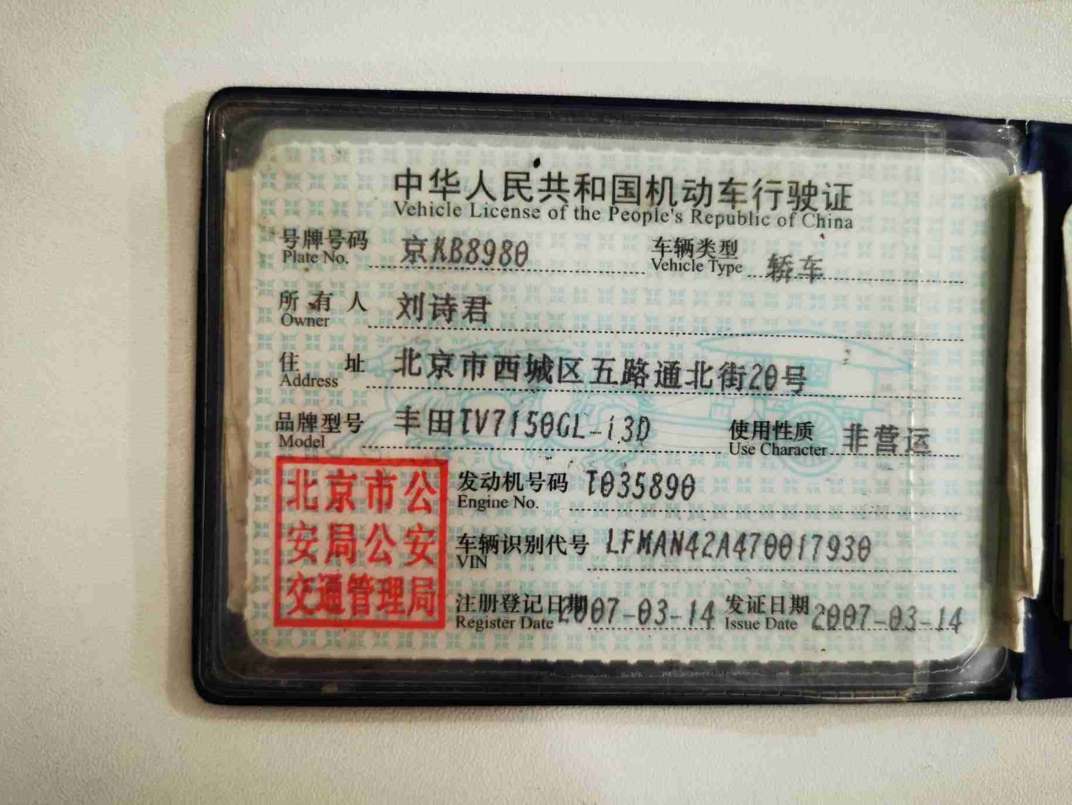 中华人民共和国机动车行驶证
Vehicle License of the People's Republic of China
号牌号码 京KB8980 车辆类型 轿车
Plate No. Vehicle Type
所有人 刘诗君
Owner
住址 北京市西城区五路通北街20号
Address
品牌型号 丰田TV7150GL-i3D 使用性质 非营运
Model Use Character
北京市公
安局公安
交通管理局
发动机号码 T035890
Engine No.
车辆识别代号 LFMAN42A470017930
VIN
注册登记日期 2007-03-14 发证日期 2007-03-14
Register Date Issue Date